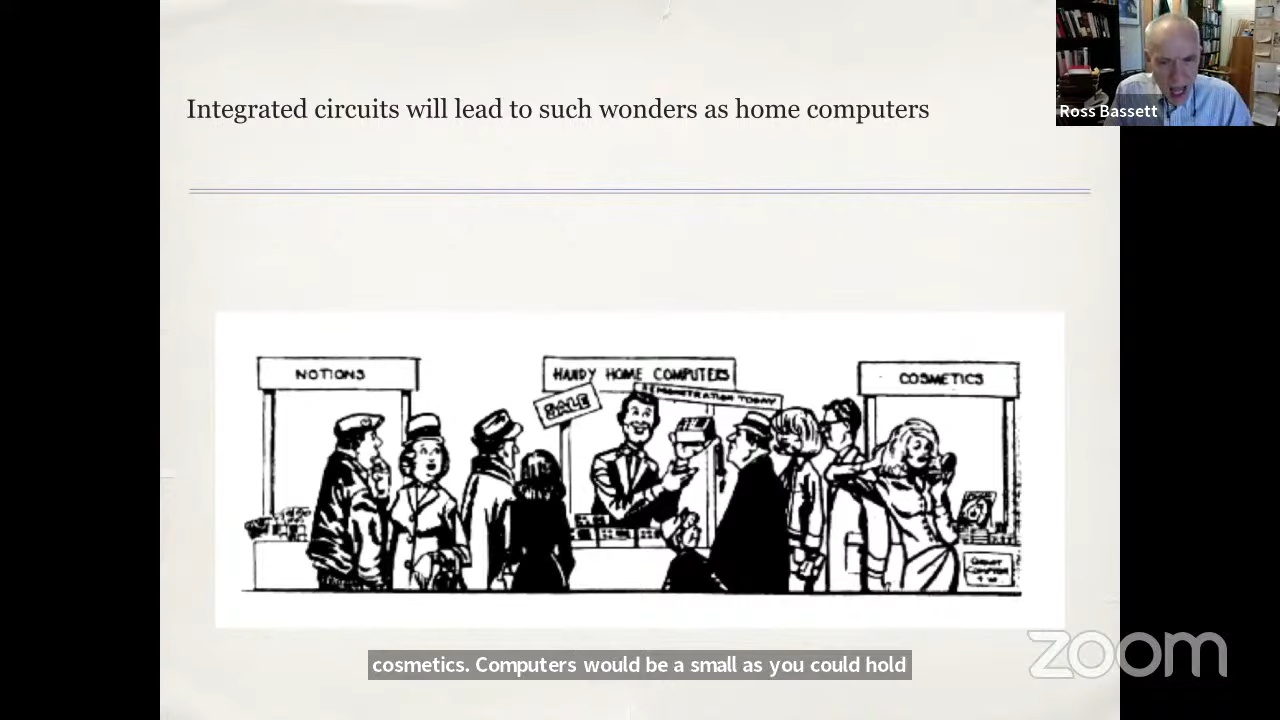 Integrated circuits will lead to such wonders as home computers
Ross Bassett
NOTIONS
HANDY HOME COMPUTERS
SALE
TODAY
COSMETICS
cosmetics. Computers would be a small as you could hold
zoom